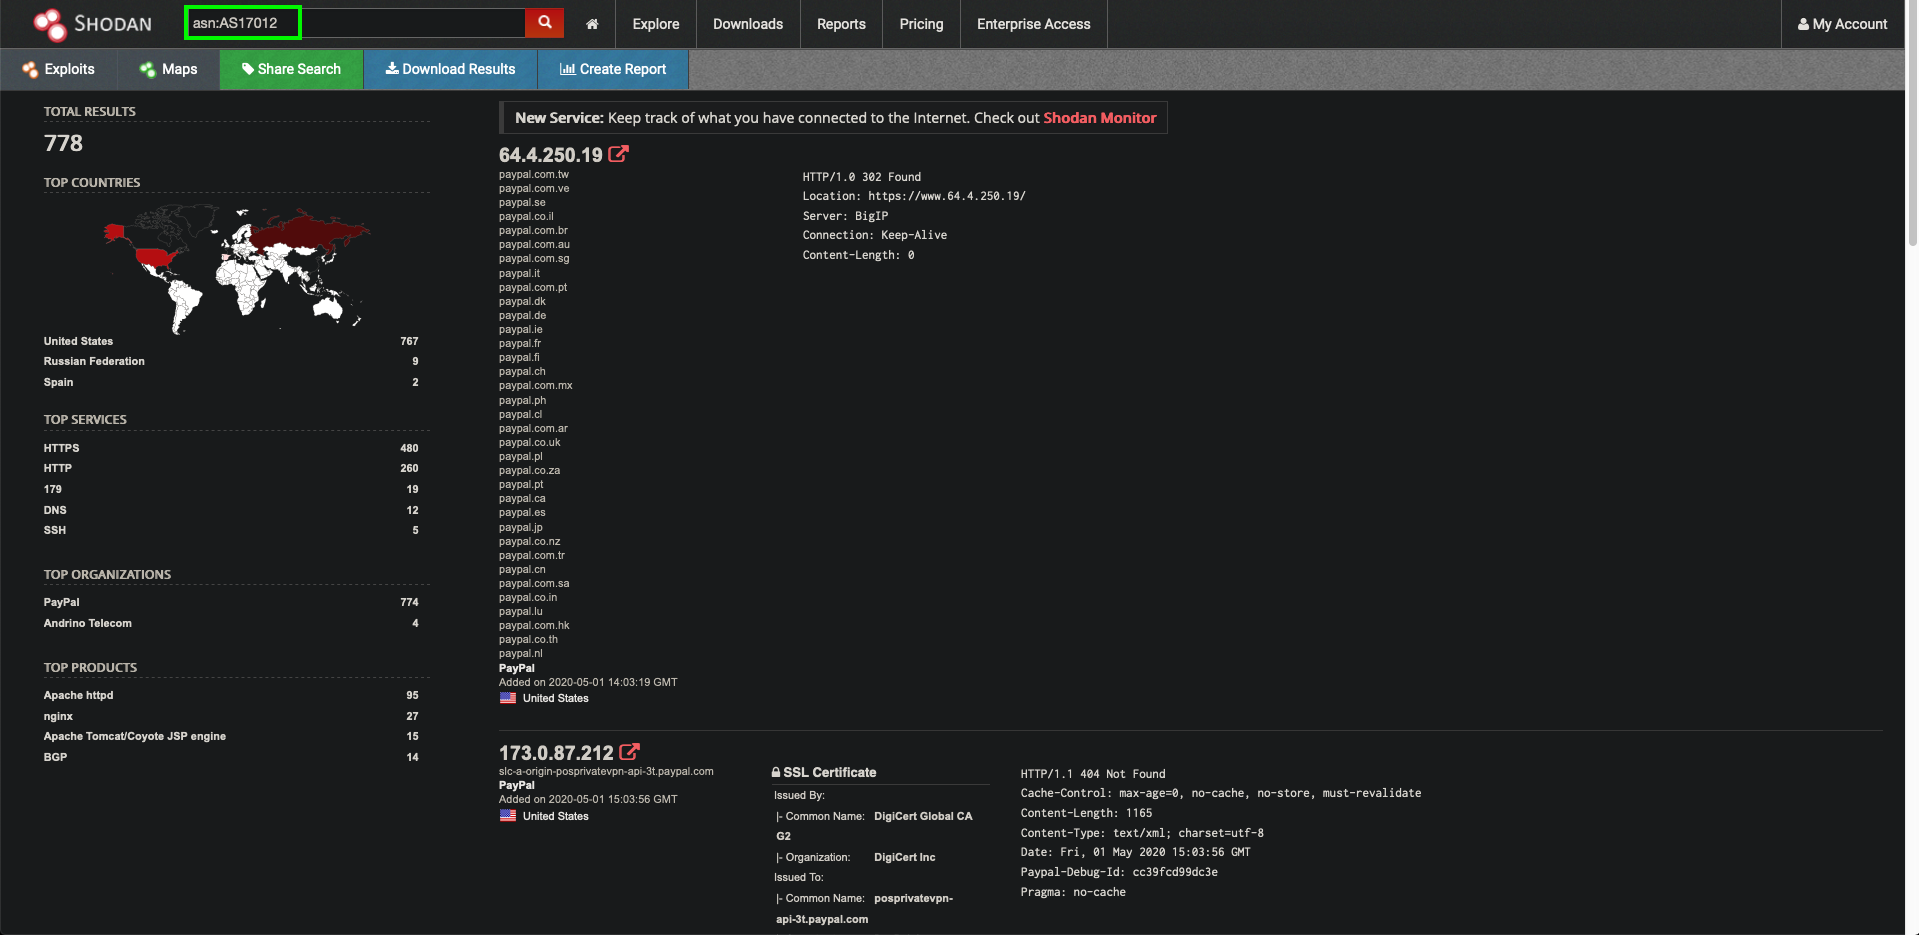 SHODAN
asn:AS17012
Explore
Downloads
Reports
Pricing
Enterprise Access
My Account
Exploits
Maps
Share Search
Download Results
Create Report
TOTAL RESULTS
778
TOP COUNTRIES
United States 767
Russian Federation 9
Spain 2
TOP SERVICES
HTTPS 480
HTTP 260
179 19
DNS 12
SSH 5
TOP ORGANIZATIONS
PayPal 774
Andrino Telecom 4
TOP PRODUCTS
Apache httpd 95
nginx 27
Apache Tomcat/Coyote JSP engine 15
BGP 14
New Service: Keep track of what you have connected to the Internet. Check out Shodan Monitor
64.4.250.19
paypal.com.tw
paypal.com.ve
paypal.se
paypal.co.il
paypal.com.br
paypal.com.au
paypal.com.sg
paypal.it
paypal.com.pt
paypal.dk
paypal.de
paypal.ie
paypal.fr
paypal.fi
paypal.ch
paypal.com.mx
paypal.ph
paypal.cl
paypal.com.ar
paypal.co.uk
paypal.pl
paypal.co.za
paypal.pt
paypal.ca
paypal.es
paypal.jp
paypal.co.nz
paypal.com.tr
paypal.cn
paypal.com.sa
paypal.co.in
paypal.lu
paypal.com.hk
paypal.co.th
paypal.nl
PayPal
Added on 2020-05-01 14:03:19 GMT
United States
HTTP/1.0 302 Found
Location: https://www.64.4.250.19/
Server: BigIP
Connection: Keep-Alive
Content-Length: 0
173.0.87.212
slc-a-origin-posprivatevpn-api-3t.paypal.com
PayPal
Added on 2020-05-01 15:03:56 GMT
United States
SSL Certificate
Issued By:
|- Common Name: DigiCert Global CA
G2
|- Organization: DigiCert Inc
Issued To:
|- Common Name: posprivatevpn-
api-3t.paypal.com
HTTP/1.1 404 Not Found
Cache-Control: max-age=0, no-cache, no-store, must-revalidate
Content-Length: 1165
Content-Type: text/xml; charset=utf-8
Date: Fri, 01 May 2020 15:03:56 GMT
Paypal-Debug-Id: cc39fcd99dc3e
Pragma: no-cache